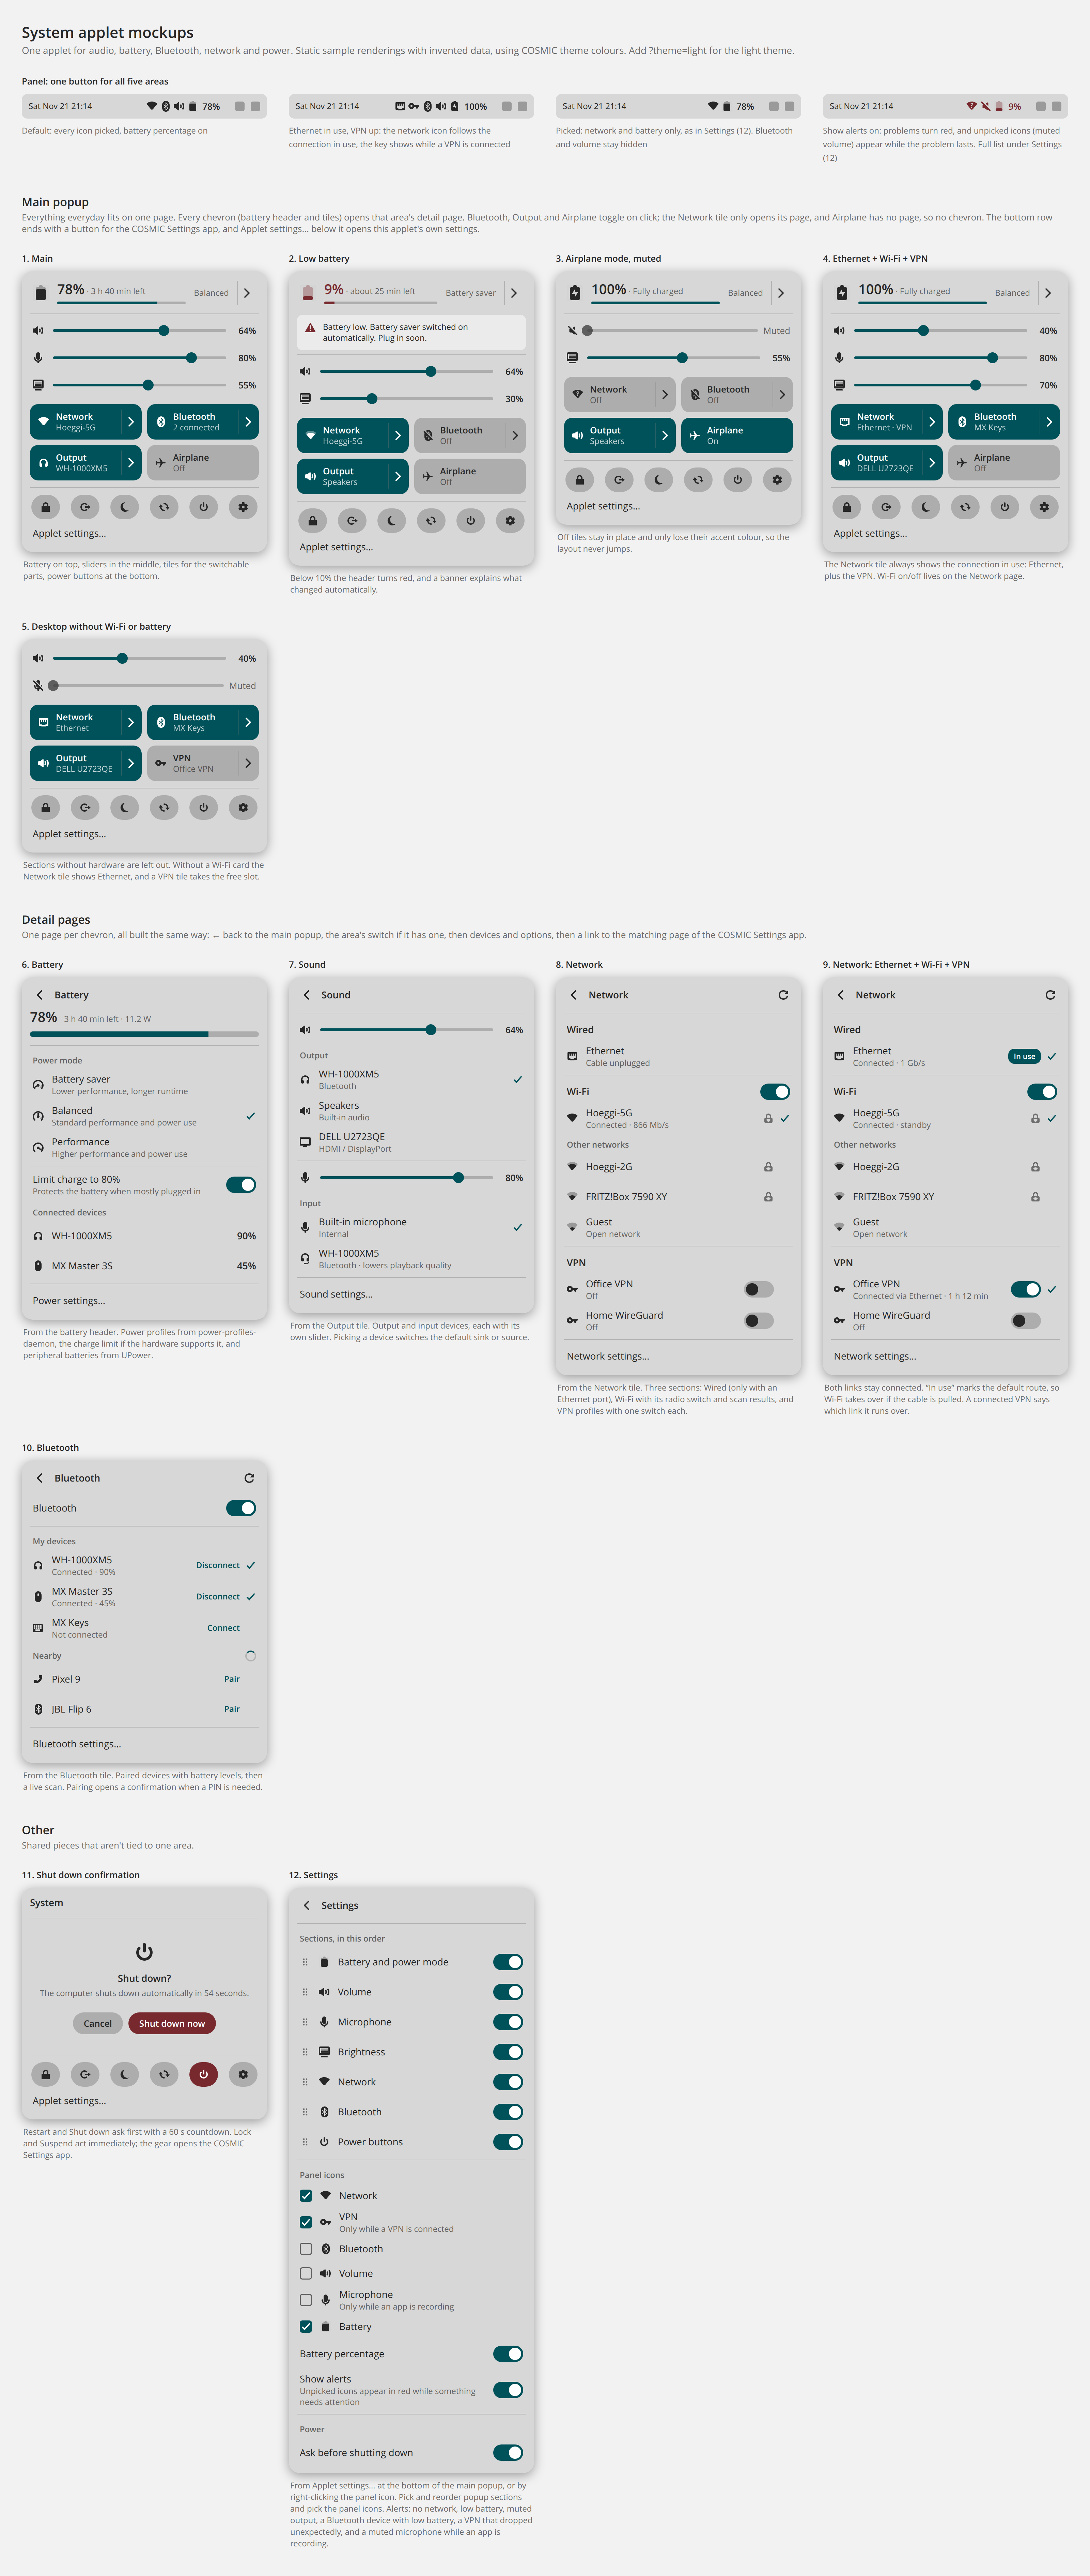 System applet mockups
One applet for audio, battery, Bluetooth, network and power. Static sample renderings with invented data, using COSMIC theme colours. Add ?theme=light for the light theme.
Panel: one button for all five areas
Sat Nov 21 21:14 78%
Default: every icon picked, battery percentage on
Sat Nov 21 21:14 100%
Ethernet in use, VPN up: the network icon follows the
connection in use, the key shows while a VPN is connected
Sat Nov 21 21:14 78%
Picked: network and battery only, as in Settings (12). Bluetooth
and volume stay hidden
Sat Nov 21 21:14 9%
Show alerts on: problems turn red, and unpicked icons (muted
volume) appear while the problem lasts. Full list under Settings
(12)
Main popup
Everything everyday fits on one page. Every chevron (battery header and tiles) opens that area's detail page. Bluetooth, Output and Airplane toggle on click; the Network tile only opens its page, and Airplane has no page, so no chevron. The bottom row
ends with a button for the COSMIC Settings app, and Applet settings... below it opens this applet's own settings.
1. Main
78% · 3 h 40 min left Balanced
64%
80%
55%
Network
Hoeggi-5G
Bluetooth
2 connected
Output
WH-1000XM5
Airplane
Off
Applet settings...
Battery on top, sliders in the middle, tiles for the switchable
parts, power buttons at the bottom.
2. Low battery
9% · about 25 min left Battery saver
Battery low. Battery saver switched on
automatically. Plug in soon.
64%
30%
Network
Hoeggi-5G
Bluetooth
Off
Output
Speakers
Airplane
Off
Applet settings...
Below 10% the header turns red, and a banner explains what
changed automatically.
3. Airplane mode, muted
100% · Fully charged Balanced
Muted
55%
Network
Off
Bluetooth
Off
Output
Speakers
Airplane
On
Applet settings...
Off tiles stay in place and only lose their accent colour, so the
layout never jumps.
4. Ethernet + Wi-Fi + VPN
100% · Fully charged Balanced
40%
80%
70%
Network
Ethernet · VPN
Bluetooth
MX Keys
Output
DELL U2723QE
Airplane
Off
Applet settings...
The Network tile always shows the connection in use: Ethernet,
plus the VPN. Wi-Fi on/off lives on the Network page.
5. Desktop without Wi-Fi or battery
40%
Muted
Network
Ethernet
Bluetooth
MX Keys
Output
DELL U2723QE
VPN
Office VPN
Applet settings...
Sections without hardware are left out. Without a Wi-Fi card the
Network tile shows Ethernet, and a VPN tile takes the free slot.
Detail pages
One page per chevron, all built the same way: ← back to the main popup, the area's switch if it has one, then devices and options, then a link to the matching page of the COSMIC Settings app.
6. Battery
Battery
78% 3 h 40 min left · 11.2 W
Power mode
Battery saver
Lower performance, longer runtime
Balanced
Standard performance and power use
Performance
Higher performance and power use
Limit charge to 80%
Protects the battery when mostly plugged in
Connected devices
WH-1000XM5 90%
MX Master 3S 45%
Power settings...
From the battery header. Power profiles from power-profiles-
daemon, the charge limit if the hardware supports it, and
peripheral batteries from UPower.
7. Sound
Sound
64%
Output
WH-1000XM5
Bluetooth
Speakers
Built-in audio
DELL U2723QE
HDMI / DisplayPort
80%
Input
Built-in microphone
Internal
WH-1000XM5
Bluetooth · lowers playback quality
Sound settings...
From the Output tile. Output and input devices, each with its
own slider. Picking a device switches the default sink or source.
8. Network
Network
Wired
Ethernet
Cable unplugged
Wi-Fi
Hoeggi-5G
Connected · 866 Mb/s
Other networks
Hoeggi-2G
FRITZ!Box 7590 XY
Guest
Open network
VPN
Office VPN
Off
Home WireGuard
Off
Network settings...
From the Network tile. Three sections: Wired (only with an
Ethernet port), Wi-Fi with its radio switch and scan results, and
VPN profiles with one switch each.
9. Network: Ethernet + Wi-Fi + VPN
Network
Wired
Ethernet
Connected · 1 Gb/s
In use
Wi-Fi
Hoeggi-5G
Connected · standby
Other networks
Hoeggi-2G
FRITZ!Box 7590 XY
Guest
Open network
VPN
Office VPN
Connected via Ethernet · 1 h 12 min
Home WireGuard
Off
Network settings...
Both links stay connected. “In use” marks the default route, so
Wi-Fi takes over if the cable is pulled. A connected VPN says
which link it runs over.
10. Bluetooth
Bluetooth
Bluetooth
My devices
WH-1000XM5
Connected · 90%
Disconnect
MX Master 3S
Connected · 45%
Disconnect
MX Keys
Not connected
Connect
Nearby
Pixel 9 Pair
JBL Flip 6 Pair
Bluetooth settings...
From the Bluetooth tile. Paired devices with battery levels, then
a live scan. Pairing opens a confirmation when a PIN is needed.
Other
Shared pieces that aren't tied to one area.
11. Shut down confirmation
System
Shut down?
The computer shuts down automatically in 54 seconds.
Cancel Shut down now
Applet settings...
Restart and Shut down ask first with a 60 s countdown. Lock
and Suspend act immediately; the gear opens the COSMIC
Settings app.
12. Settings
Settings
Sections, in this order
Battery and power mode
Volume
Microphone
Brightness
Network
Bluetooth
Power buttons
Panel icons
Network
VPN
Only while a VPN is connected
Bluetooth
Volume
Microphone
Only while an app is recording
Battery
Battery percentage
Show alerts
Unpicked icons appear in red while something
needs attention
Power
Ask before shutting down
From Applet settings... at the bottom of the main popup, or by
right-clicking the panel icon. Pick and reorder popup sections
and pick the panel icons. Alerts: no network, low battery, muted
output, a Bluetooth device with low battery, a VPN that dropped
unexpectedly, and a muted microphone while an app is
recording.